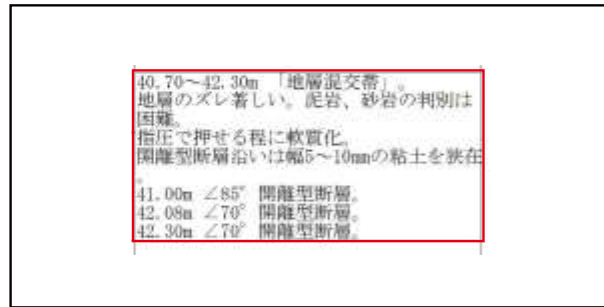 40.70～42.30m 「地層混交帯」。
地層のズレ著しい。泥岩、砂岩の判別は
困難。
指圧で押せる程に軟質化。
開離型断層沿いは幅5～10mmの粘土を狭在
。
41.00m ∠85° 開離型断層。
42.08m ∠70° 開離型断層。
42.30m ∠70° 開離型断層。